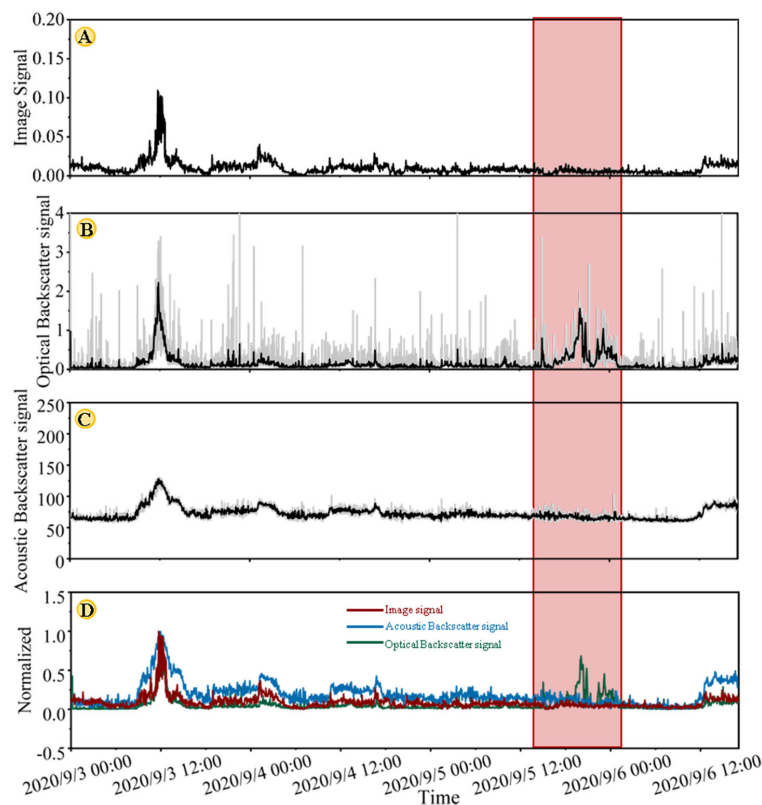 A
Image Signal
0.20
0.15
0.10
0.05
0.00
B
Optical Backscatter signal
4
3
2
1
0
C
Acoustic Backscatter signal
250
200
150
100
50
0
D
Normalized
1.5
1.0
0.5
0.0
-0.5
Image signal
Acoustic Backscatter signal
Optical Backscatter signal
2020/9/3 00:00
2020/9/3 12:00
2020/9/4 00:00
2020/9/4 12:00
2020/9/5 00:00
2020/9/5 12:00
2020/9/6 00:00
2020/9/6 12:00
Time